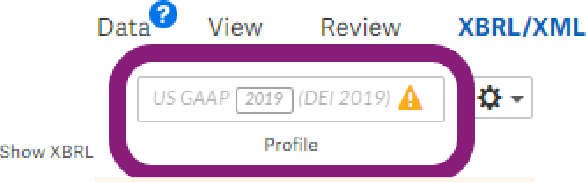 Data ? View Review XBRL/XML
US GAAP 2019 (DEI 2019)
Show XBRL Profile